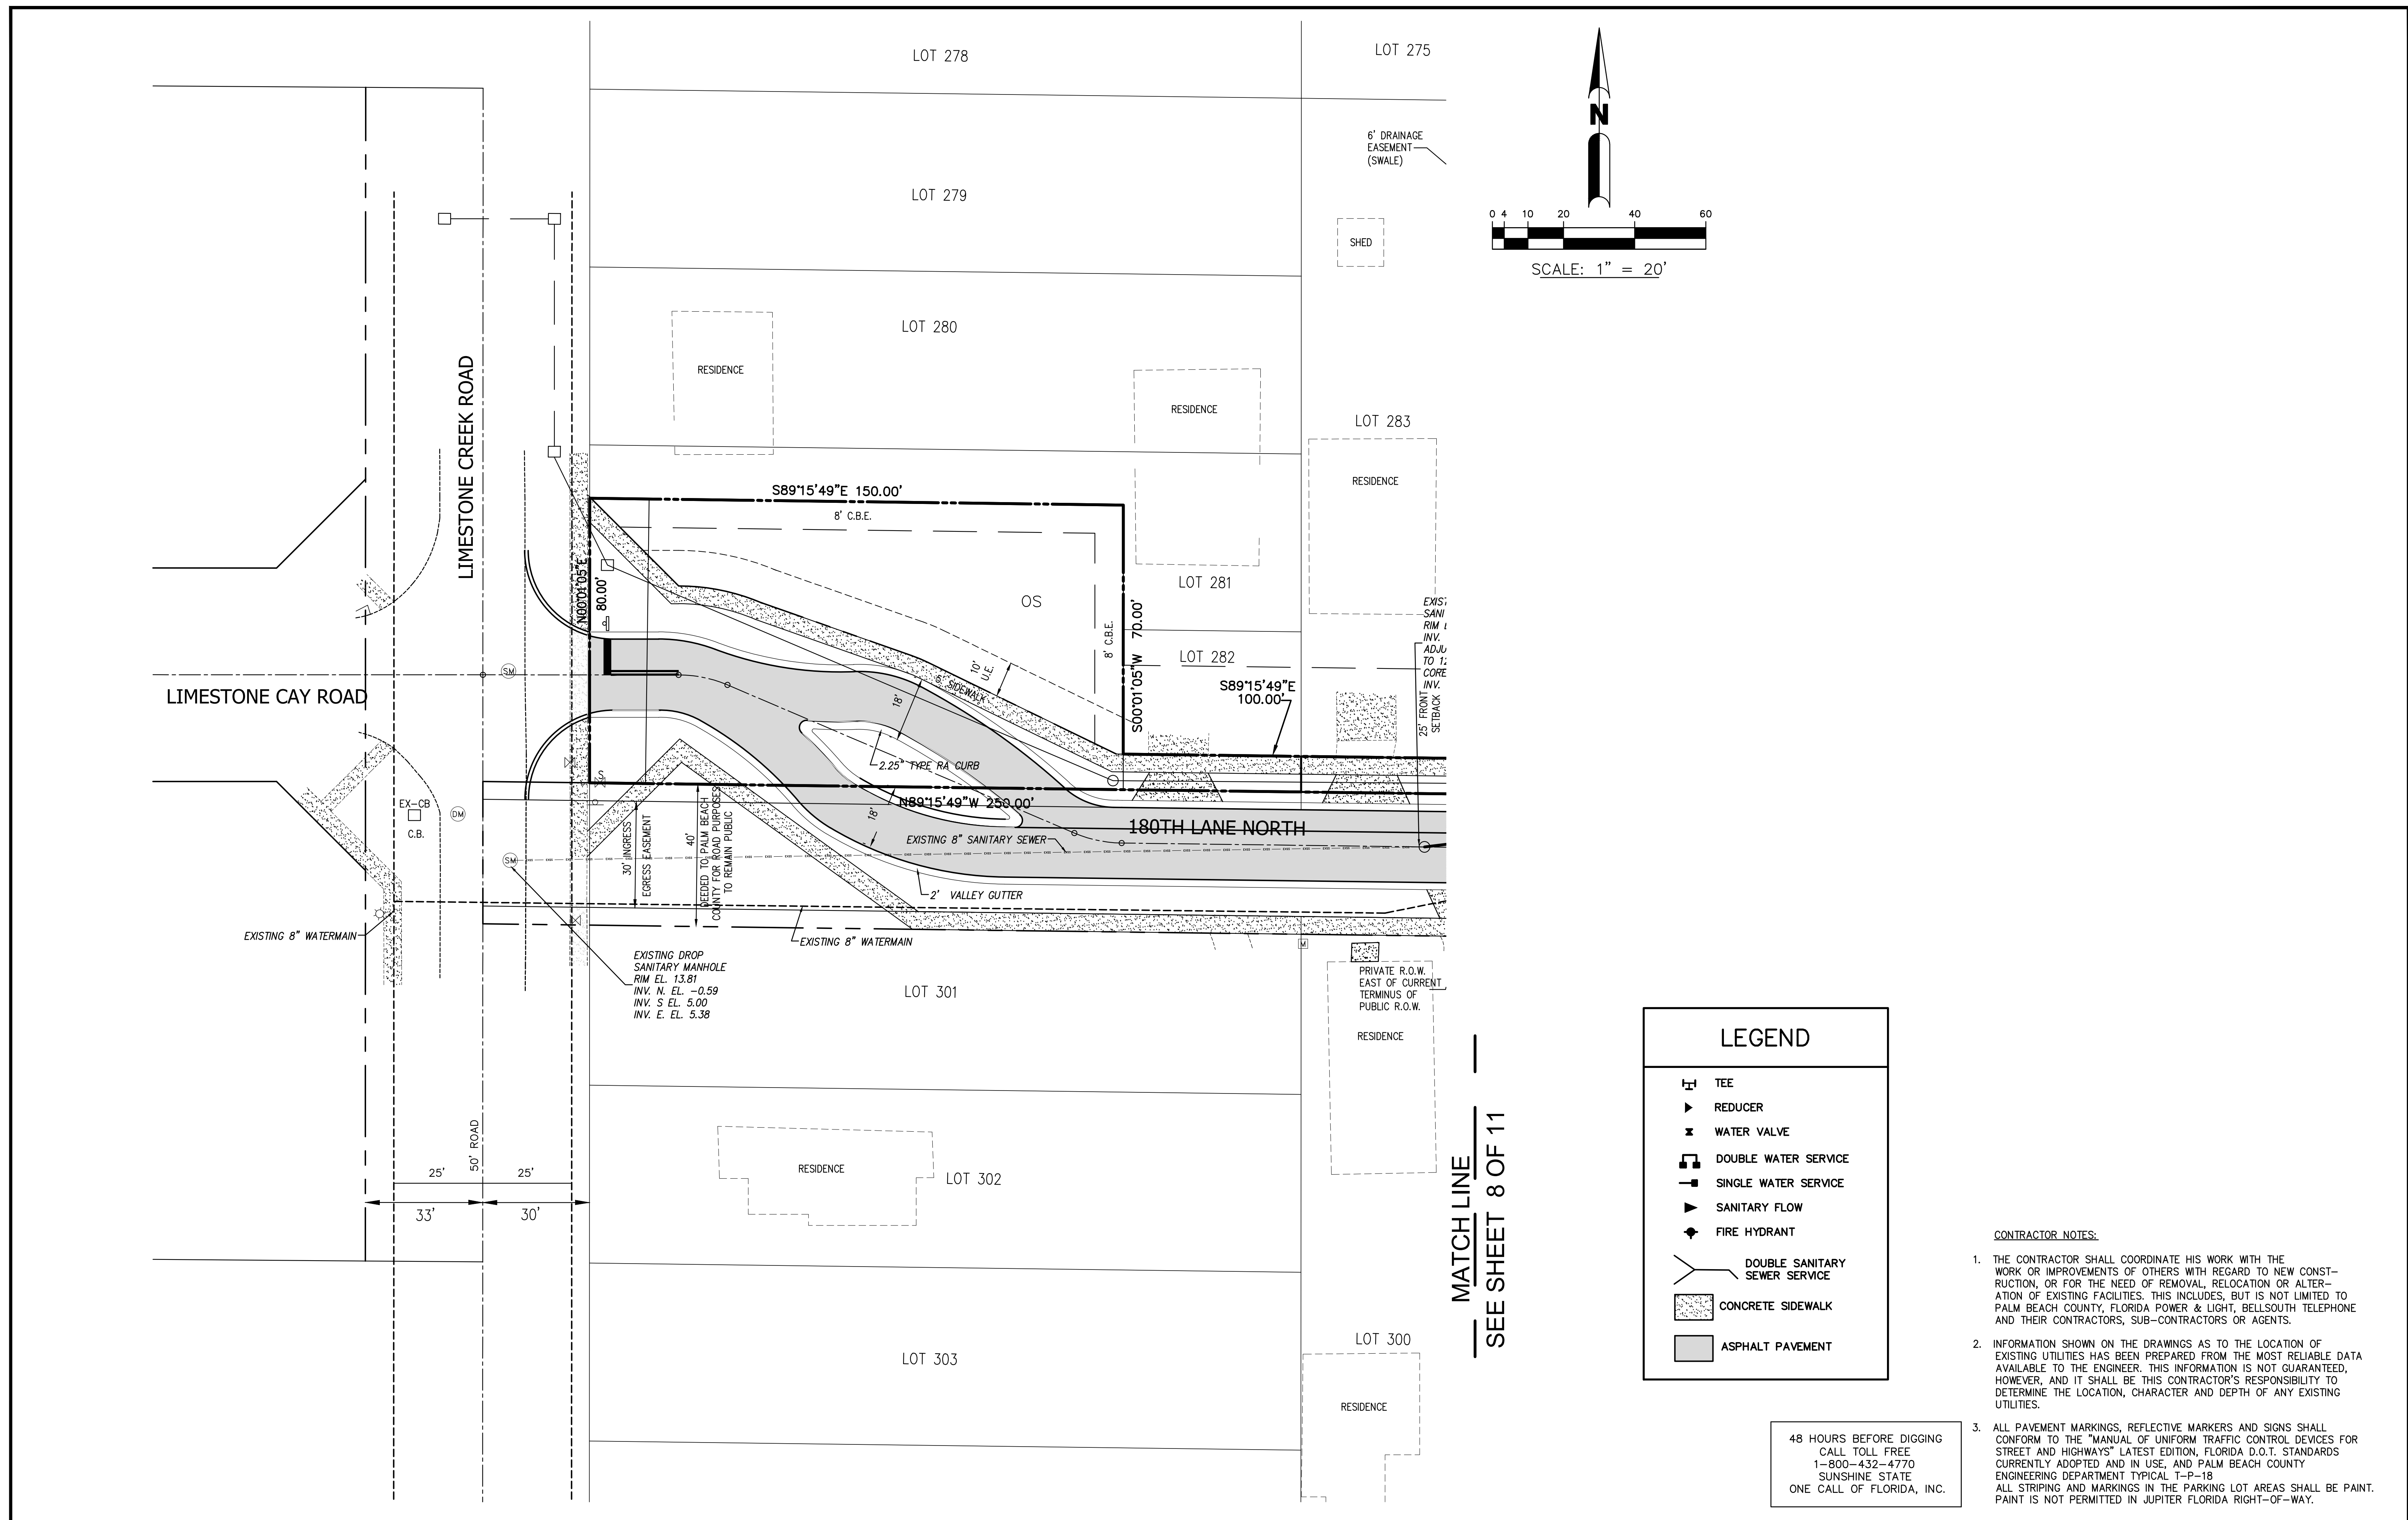 LOT 278
LOT 275
6' DRAINAGE
EASEMENT
(SWALE)
N
0 4 10 20 40 60
SCALE: 1" = 20'
LOT 279
SHED
LOT 280
RESIDENCE
RESIDENCE
LOT 283
RESIDENCE
LIMESTONE CREEK ROAD
S89°15'49"E 150.00'
8' C.B.E.
N00°01'05"E
80.00'
OS
LOT 281
8' C.B.E.
S00°01'05"W 70.00'
10'
U.E.
6' SIDEWALK
18'
LOT 282
S89°15'49"E
100.00'
SANI
RIM
INV.
TO
CORE
INV.
25' FRONT
SETBACK
SM
LIMESTONE CAY ROAD
2.25" TYPE RA CURB
S
N89°15'49"W 250.00'
18'
180TH LANE NORTH
EXISTING 8" SANITARY SEWER
2' VALLEY GUTTER
EX-CB
C.B.
DM
SM
30' INGRESS
EGRESS EASEMENT
40'
DEEDED TO PALM BEACH
COUNTY FOR ROAD PURPOSES
TO REMAIN PUBLIC
EXISTING 8" WATERMAIN
EXISTING 8" WATERMAIN
EXISTING DROP
SANITARY MANHOLE
RIM EL. 13.81
INV. N. EL. -0.59
INV. S EL. 5.00
INV. E. EL. 5.38
M
PRIVATE R.O.W.
EAST OF CURRENT
TERMINUS OF
PUBLIC R.O.W.
LOT 301
RESIDENCE
50' ROAD
25' 25'
33' 30'
RESIDENCE
LOT 302
LOT 303
LOT 300
RESIDENCE
MATCH LINE
SEE SHEET 8 OF 11
LEGEND
TEE
REDUCER
WATER VALVE
DOUBLE WATER SERVICE
SINGLE WATER SERVICE
SANITARY FLOW
FIRE HYDRANT
DOUBLE SANITARY
SEWER SERVICE
CONCRETE SIDEWALK
ASPHALT PAVEMENT
48 HOURS BEFORE DIGGING
CALL TOLL FREE
1-800-432-4770
SUNSHINE STATE
ONE CALL OF FLORIDA, INC.
CONTRACTOR NOTES:
1. THE CONTRACTOR SHALL COORDINATE HIS WORK WITH THE
WORK OR IMPROVEMENTS OF OTHERS WITH REGARD TO NEW CONST-
RUCTION, OR FOR THE NEED OF REMOVAL, RELOCATION OR ALTER-
ATION OF EXISTING FACILITIES. THIS INCLUDES, BUT IS NOT LIMITED TO
PALM BEACH COUNTY, FLORIDA POWER & LIGHT, BELLSOUTH TELEPHONE
AND THEIR CONTRACTORS, SUB-CONTRACTORS OR AGENTS.
2. INFORMATION SHOWN ON THE DRAWINGS AS TO THE LOCATION OF
EXISTING UTILITIES HAS BEEN PREPARED FROM THE MOST RELIABLE DATA
AVAILABLE TO THE ENGINEER. THIS INFORMATION IS NOT GUARANTEED,
HOWEVER, AND IT SHALL BE THIS CONTRACTOR'S RESPONSIBILITY TO
DETERMINE THE LOCATION, CHARACTER AND DEPTH OF ANY EXISTING
UTILITIES.
3. ALL PAVEMENT MARKINGS, REFLECTIVE MARKERS AND SIGNS SHALL
CONFORM TO THE "MANUAL OF UNIFORM TRAFFIC CONTROL DEVICES FOR
STREET AND HIGHWAYS" LATEST EDITION, FLORIDA D.O.T. STANDARDS
CURRENTLY ADOPTED AND IN USE, AND PALM BEACH COUNTY
ENGINEERING DEPARTMENT TYPICAL T-P-18
ALL STRIPING AND MARKINGS IN THE PARKING LOT AREAS SHALL BE PAINT.
PAINT IS NOT PERMITTED IN JUPITER FLORIDA RIGHT-OF-WAY.